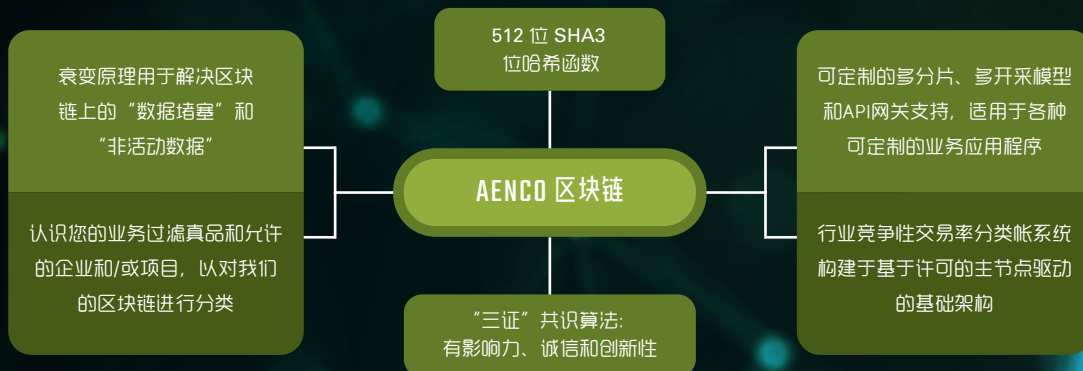 512 位 SHA3
位哈希函数
衰变原理用于解决区块
链上的“数据堵塞”和
“非活动数据”
认识您的业务过滤真品和允许
的企业和/或项目，以对我们
的区块链进行分类
AENCO 区块链
可定制的多分片、多开采模型
和API网关支持，适用于各种
可定制的业务应用程序
行业竞争性交易率分类帐系统
构建于基于许可的主节点驱动
的基础架构
“三证”共识算法:
有影响力、诚信和创新性